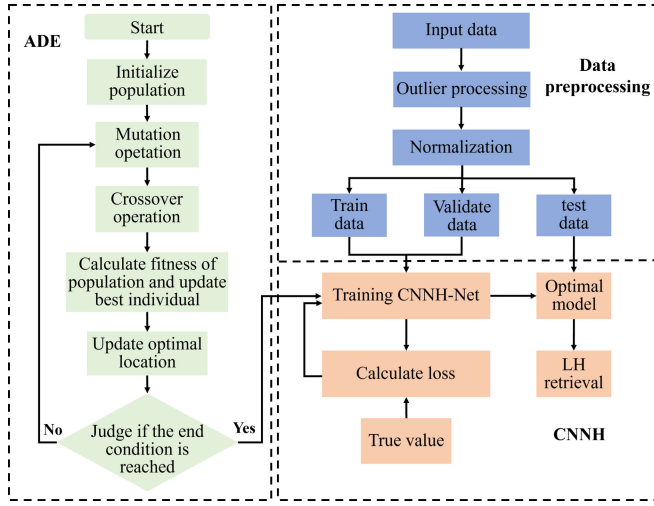 ADE
Start
Initialize
population
Mutation
opetation
Crossover
operation
Calculate fitness of
population and update
best individual
Update optimal
location
Judge if the end
condition is
reached
No
Yes
Input data
Data
preprocessing
Outlier processing
Normalization
Train
data
Validate
data
test
data
Training CNNH-Net
Optimal
model
Calculate loss
LH
retrieval
True value
CNNH